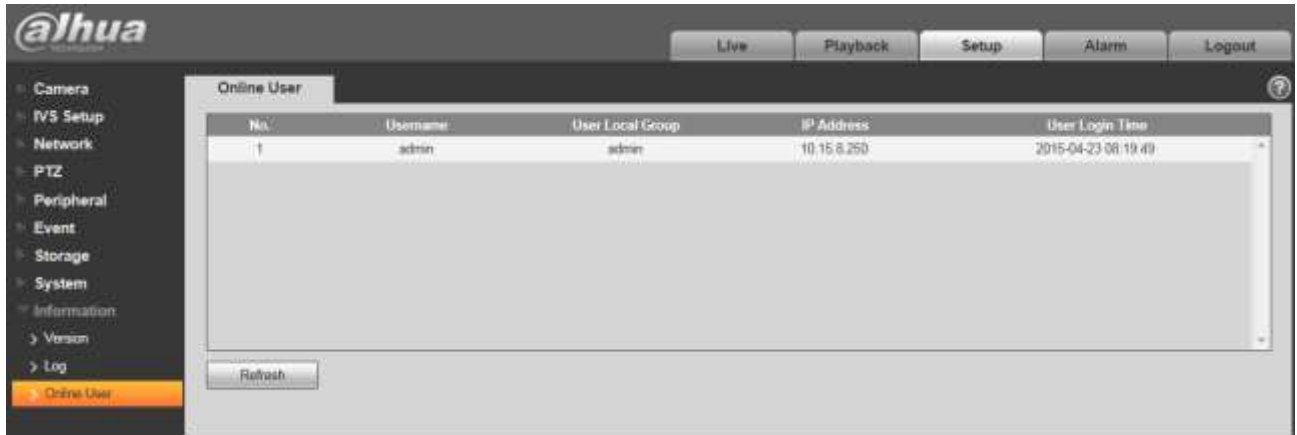 alhua
TECHNOLOGY
Live Playback Setup Alarm Logout
Camera
IVS Setup
Network
PTZ
Peripheral
Event
Storage
System
Information
Version
Log
Online User
Online User
No. Username User Local Group IP Address User Login Time
1 admin admin 10.15.6.250 2015-04-23 08:19:49
Refresh